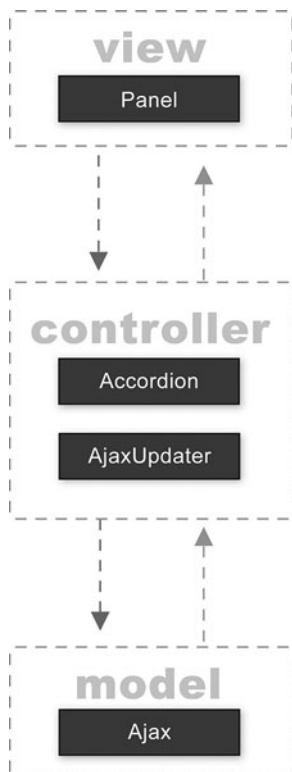 view
Panel
controller
Accordion
AjaxUpdater
model
Ajax